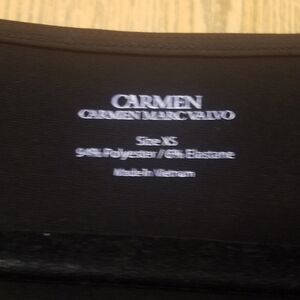 CARMEN
CARMEN MARC VALVO
Size XS
94% Polyester / 6% Elastane
Made In Vietnam